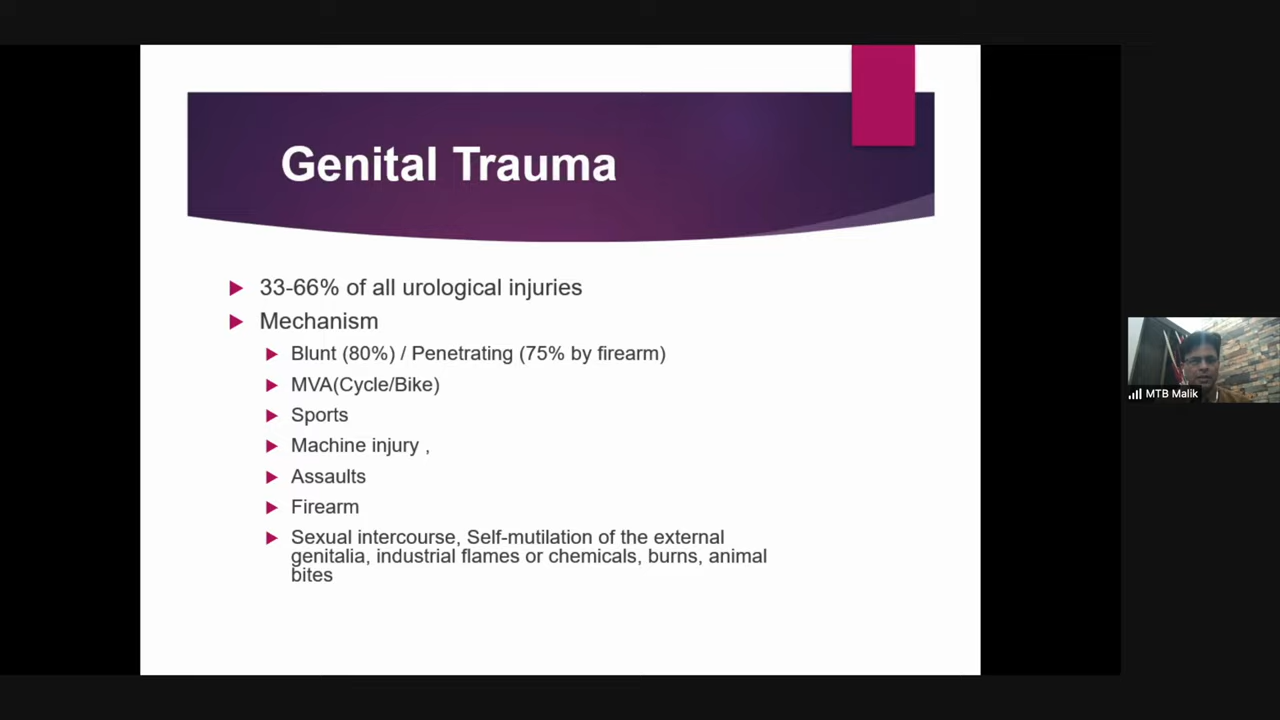 Genital Trauma
33-66% of all urological injuries
Mechanism
Blunt (80%) / Penetrating (75% by firearm)
MVA(Cycle/Bike)
Sports
Machine injury ,
Assaults
Firearm
Sexual intercourse, Self-mutilation of the external
genitalia, industrial flames or chemicals, burns, animal
bites
MTB Malik